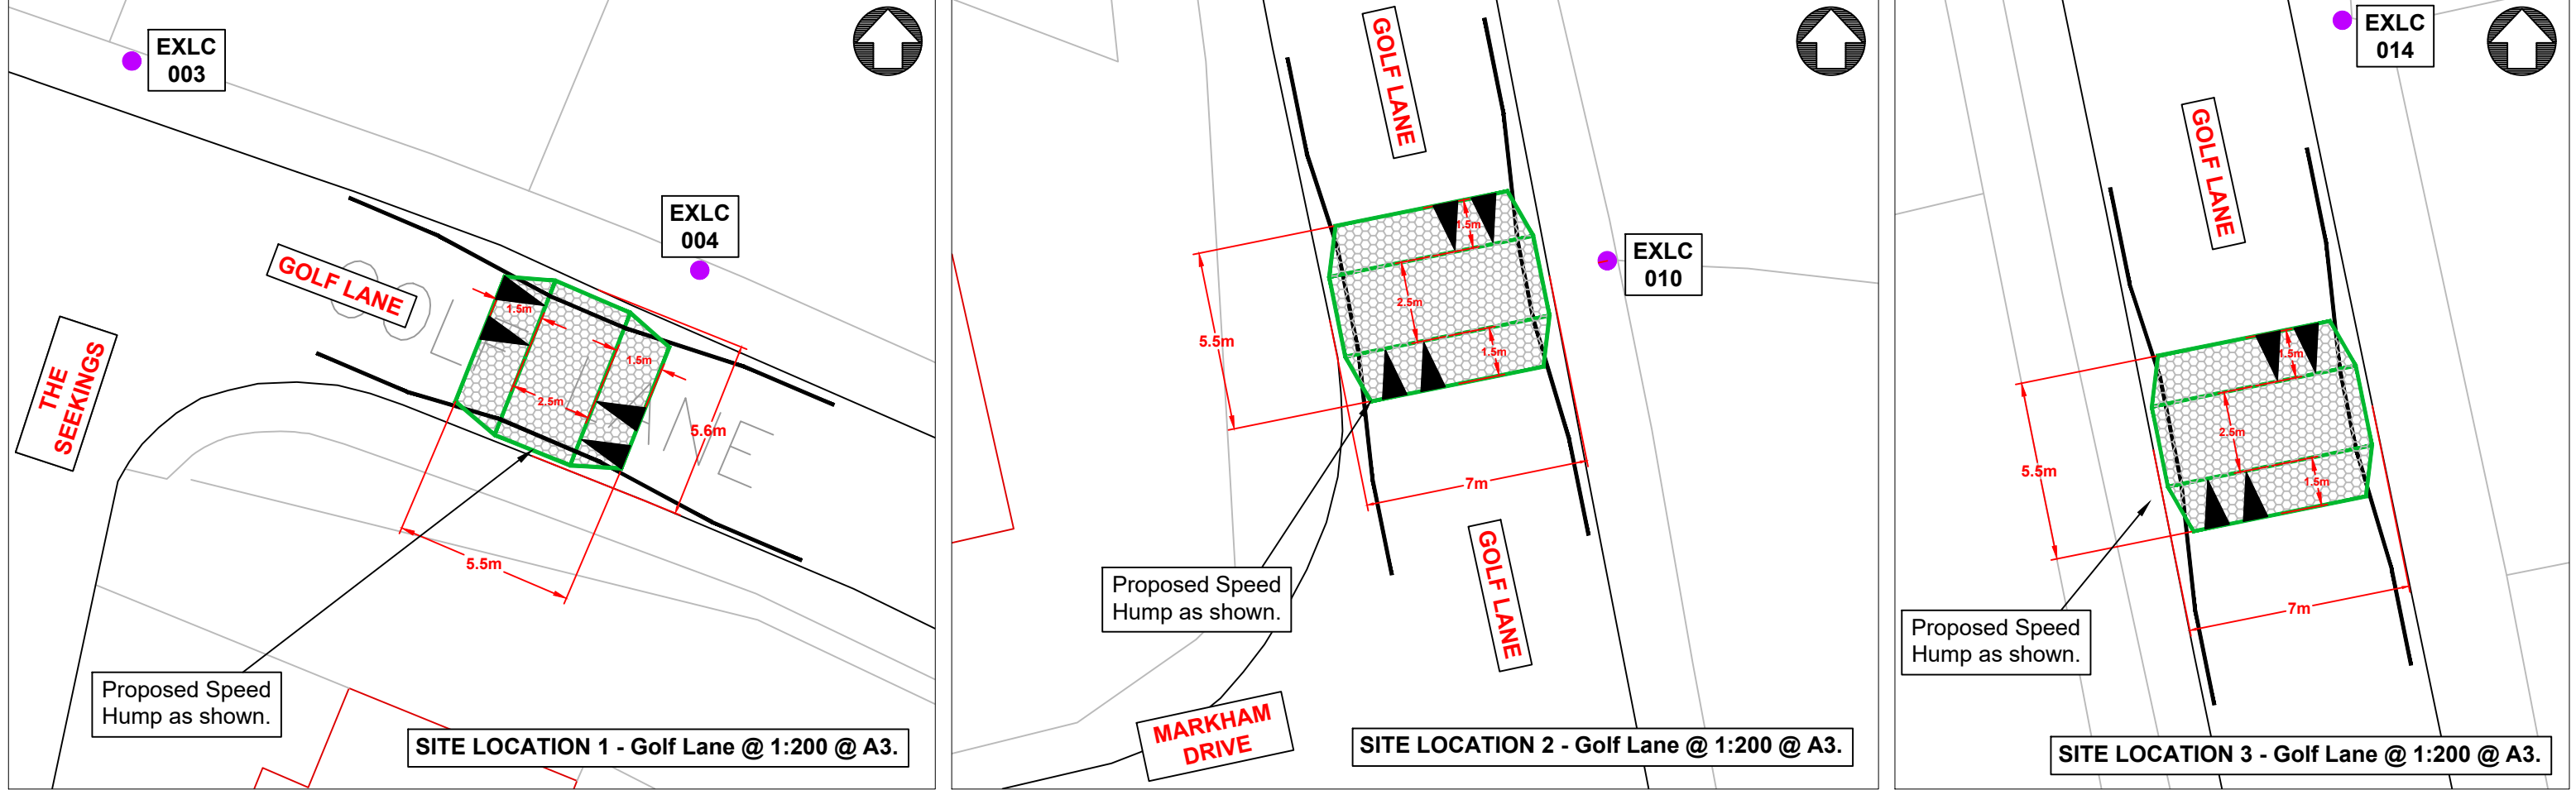 EXLC
003
EXLC
004
GOLF LANE
GOLF LANE
THE
SEEKINGS
1.5m
1.5m
2.5m
5.6m
5.5m
Proposed Speed
Hump as shown.
SITE LOCATION 1 - Golf Lane @ 1:200 @ A3.
GOLF LANE
1.5m
EXLC
010
2.5m
5.5m
1.5m
7m
GOLF LANE
Proposed Speed
Hump as shown.
MARKHAM
DRIVE
SITE LOCATION 2 - Golf Lane @ 1:200 @ A3.
EXLC
014
GOLF LANE
1.5m
2.5m
5.5m
1.5m
7m
Proposed Speed
Hump as shown.
SITE LOCATION 3 - Golf Lane @ 1:200 @ A3.